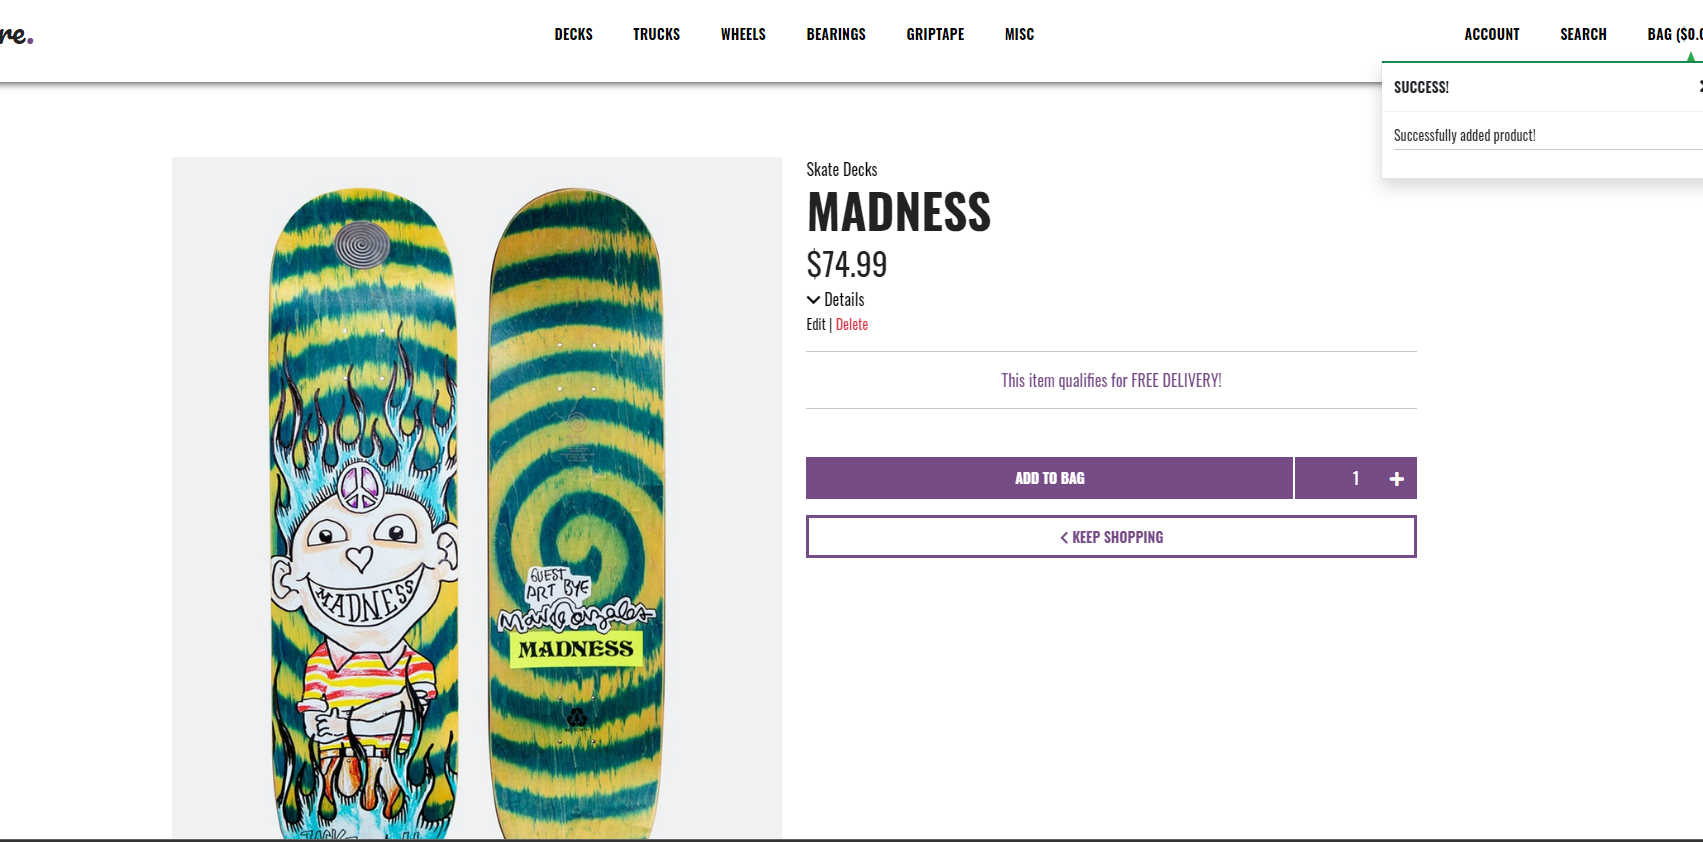 re.
DECKS TRUCKS WHEELS BEARINGS GRIPTAPE MISC
ACCOUNT SEARCH BAG ($0.0
SUCCESS!
Successfully added product!
Skate Decks
MADNESS
$74.99
Details
Edit | Delete
This item qualifies for FREE DELIVERY!
ADD TO BAG 1
KEEP SHOPPING
MADNESS
GUEST
ART BYE
MarkGonzales
MADNESS